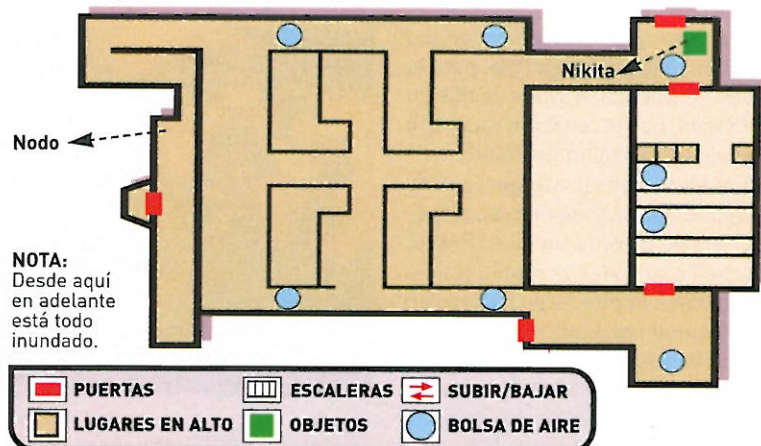 Nikita
Nodo
NOTA:
Desde aquí
en adelante
está todo
inundado.
PUERTAS
ESCALERAS
SUBIR/BAJAR
LUGARES EN ALTO
OBJETOS
BOLSA DE AIRE